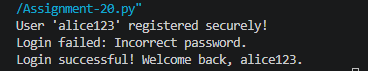 /Assignment-20.py"
User 'alice123' registered securely!
Login failed: Incorrect password.
Login successful! Welcome back, alice123.